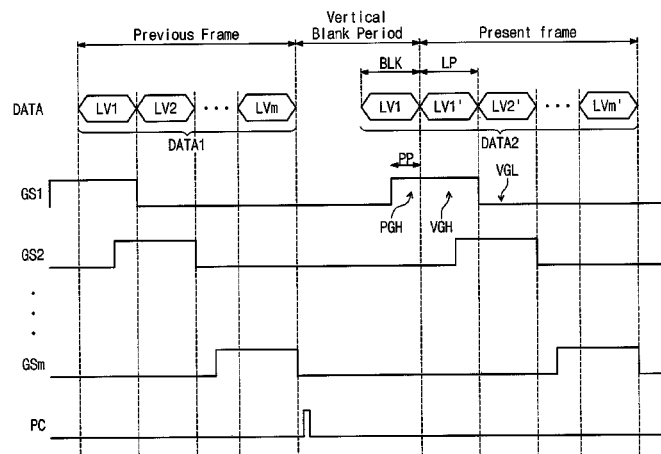 Vertical
Previous Frame Blank Period Present frame
BLK LP
DATA LV1 LV2 · · · LVm LV1 LV1' LV2' · · · LVm'
DATA1 DATA2
PP VGL
GS1
PGH VGH
GS2
·
·
·
GSm
PC